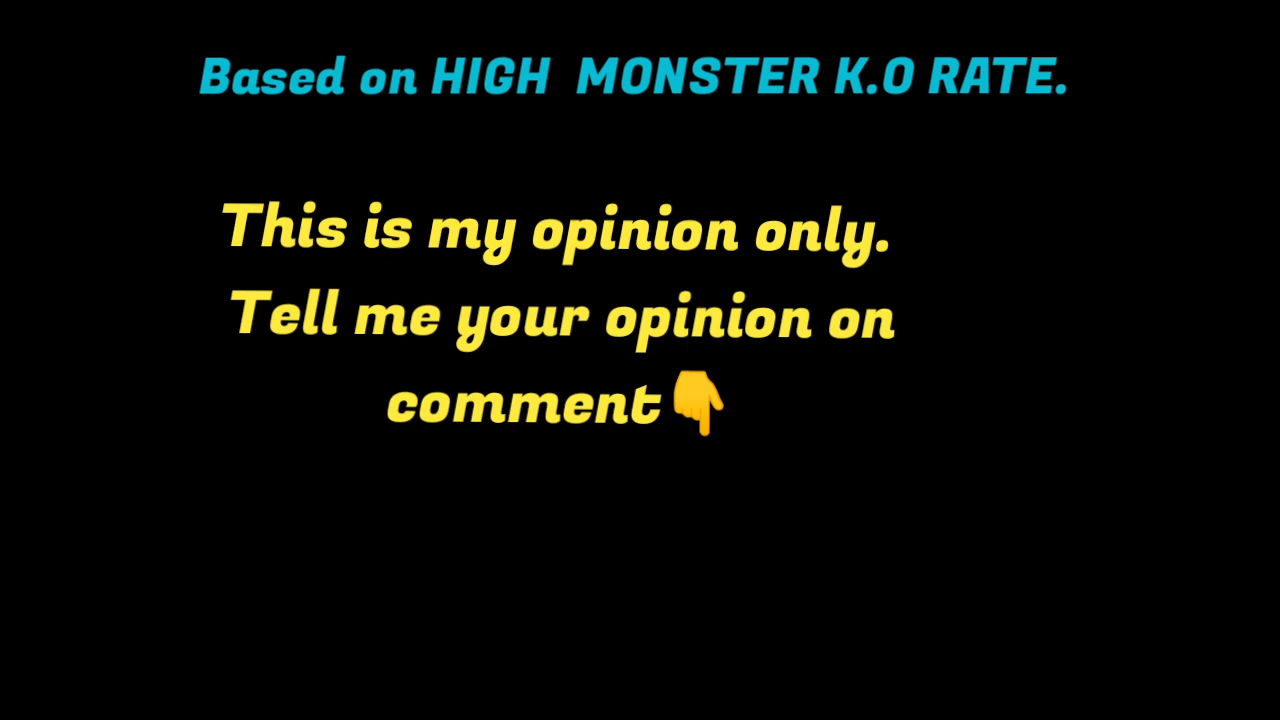 Based on HIGH MONSTER K.O RATE.
This is my opinion only.
Tell me your opinion on
comment👇